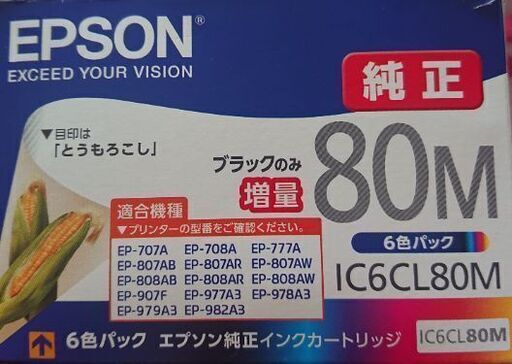 EPSON®
EXCEED YOUR VISION
純正
▼目印は
「とうもろこし」
ブラックのみ
増量
80M
適合機種
▼プリンターの型番をご確認ください。
EP-707A EP-708A EP-777A
EP-807AB EP-807AR EP-807AW
EP-808AB EP-808AR EP-808AW
EP-907F EP-977A3 EP-978A3
EP-979A3 EP-982A3
6色パック
IC6CL80M
6色パック エプソン純正インクカートリッジ
IC6CL80M